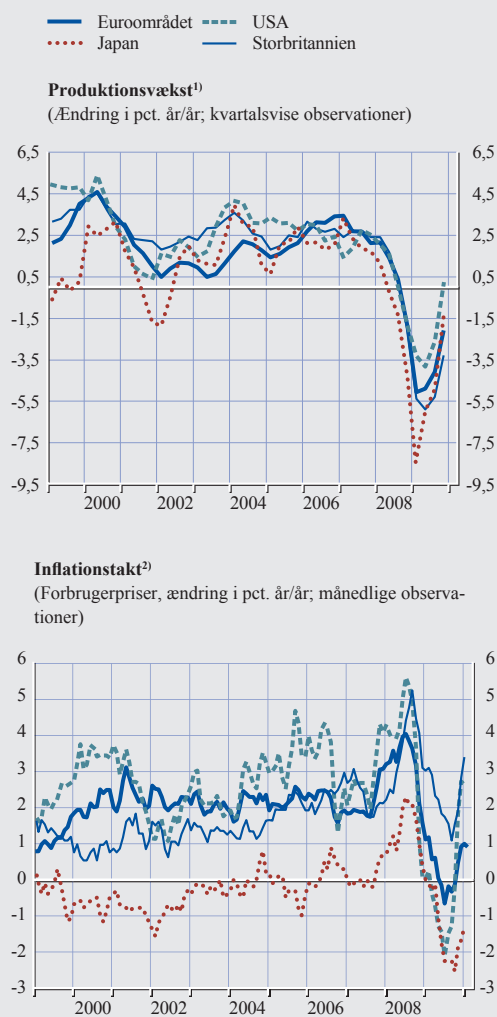 Euroområdet USA
Japan Storbritannien
Produktionsvækst1)
(Ændring i pct. år/år; kvartalsvise observationer)
6,5 6,5
4,5 4,5
2,5 2,5
0,5 0,5
-1,5 -1,5
-3,5 -3,5
-5,5 -5,5
-7,5 -7,5
-9,5 -9,5
2000 2002 2004 2006 2008
Inflationstakt2)
(Forbrugerpriser, ændring i pct. år/år; månedlige observa-
tioner)
6 6
5 5
4 4
3 3
2 2
1 1
0 0
-1 -1
-2 -2
-3 -3
2000 2002 2004 2006 2008